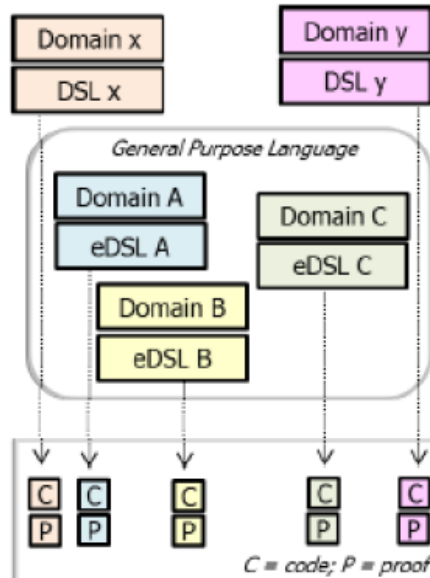 Domain x
DSL x
Domain y
DSL y
General Purpose Language
Domain A
eDSL A
Domain C
eDSL C
Domain B
eDSL B
C C C C C
P P P P P
C = code; P = proof